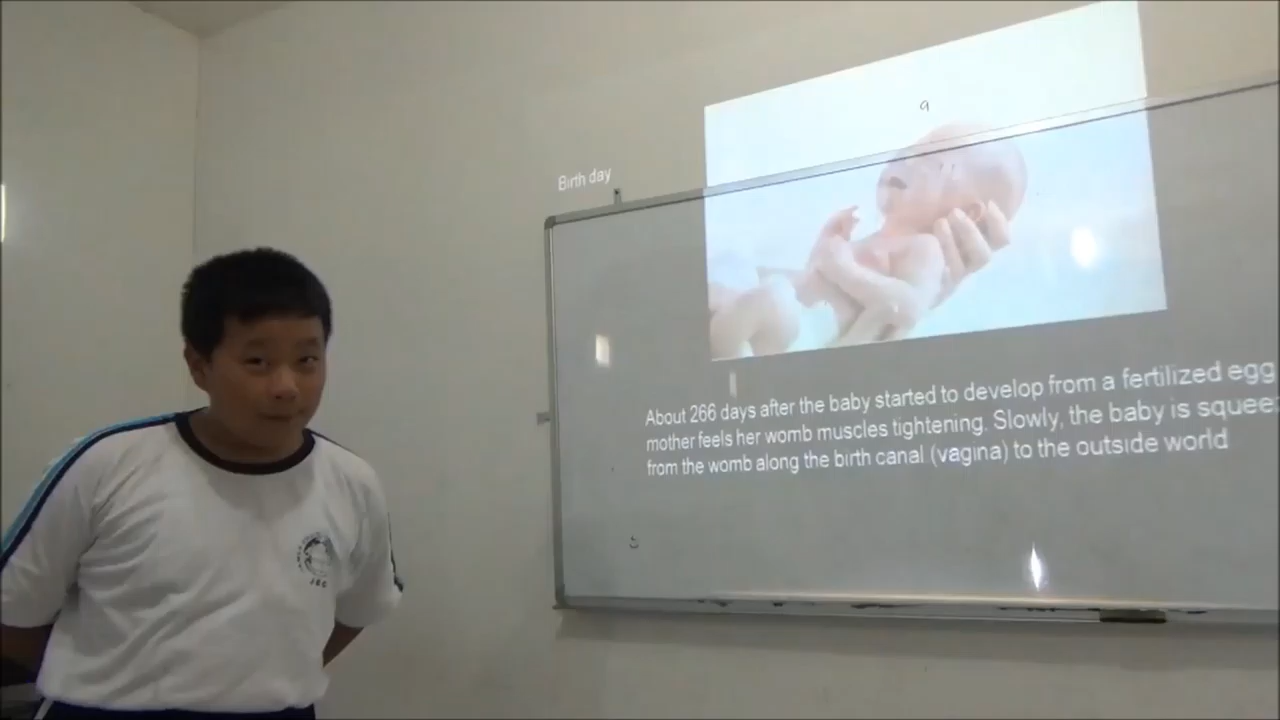 9
Birth day
About 266 days after the baby started to develop from a fertilized egg
mother feels her womb muscles tightening. Slowly, the baby is squee
from the womb along the birth canal (vagina) to the outside world